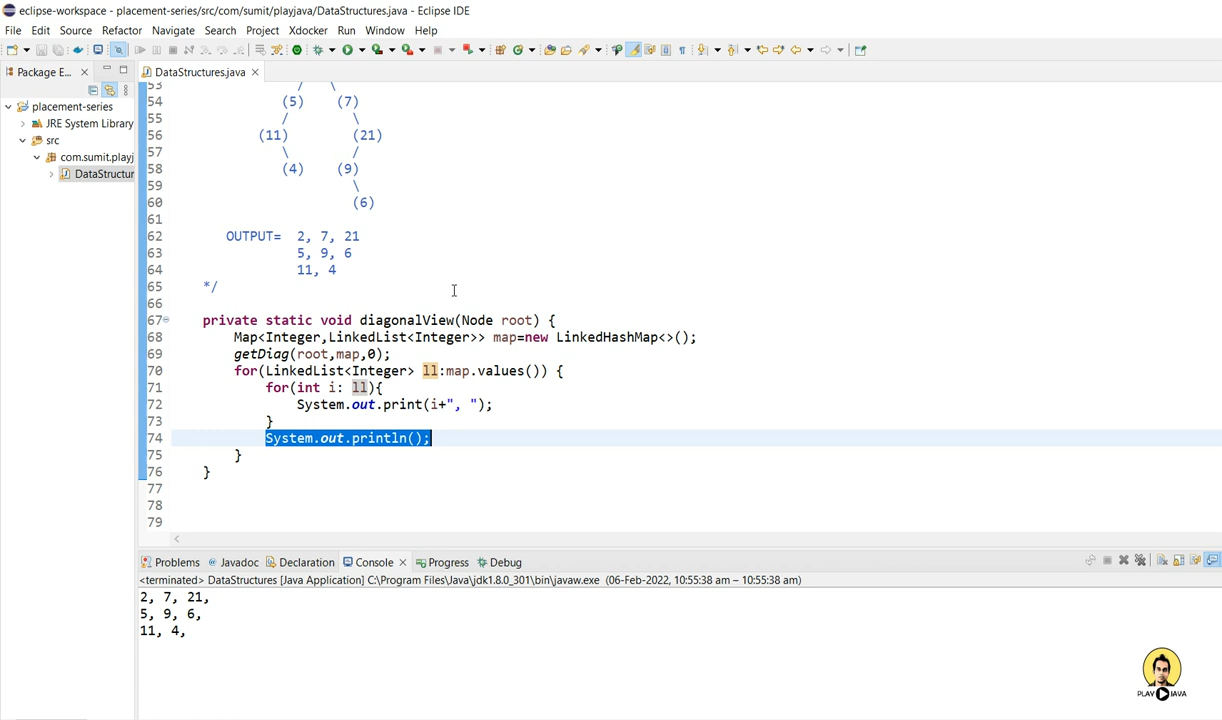 eclipse-workspace - placement-series/src/com/sumit/playjava/DataStructures.java - Eclipse IDE
File Edit Source Refactor Navigate Search Project Xdocker Run Window Help
Package E...
DataStructures.java
placement-series
JRE System Library
src
com.sumit.playj
DataStructur
53 / \
54 (5) (7)
55 / \
56 (11) (21)
57 \ /
58 (4) (9)
59 \
60 (6)
61
62 OUTPUT= 2, 7, 21
63 5, 9, 6
64 11, 4
65 */
66
67 private static void diagonalView(Node root) {
68 Map<Integer,LinkedList<Integer>> map=new LinkedHashMap<>();
69 getDiag(root,map,0);
70 for(LinkedList<Integer> ll:map.values()) {
71 for(int i: ll){
72 System.out.print(i+", ");
73 }
74 System.out.println();
75 }
76 }
77
78
79
Problems Javadoc Declaration Console Progress Debug
<terminated> DataStructures [Java Application] C:\Program Files\Java\jdk1.8.0_301\bin\javaw.exe (06-Feb-2022, 10:55:38 am – 10:55:38 am)
2, 7, 21,
5, 9, 6,
11, 4,
PLAY JAVA